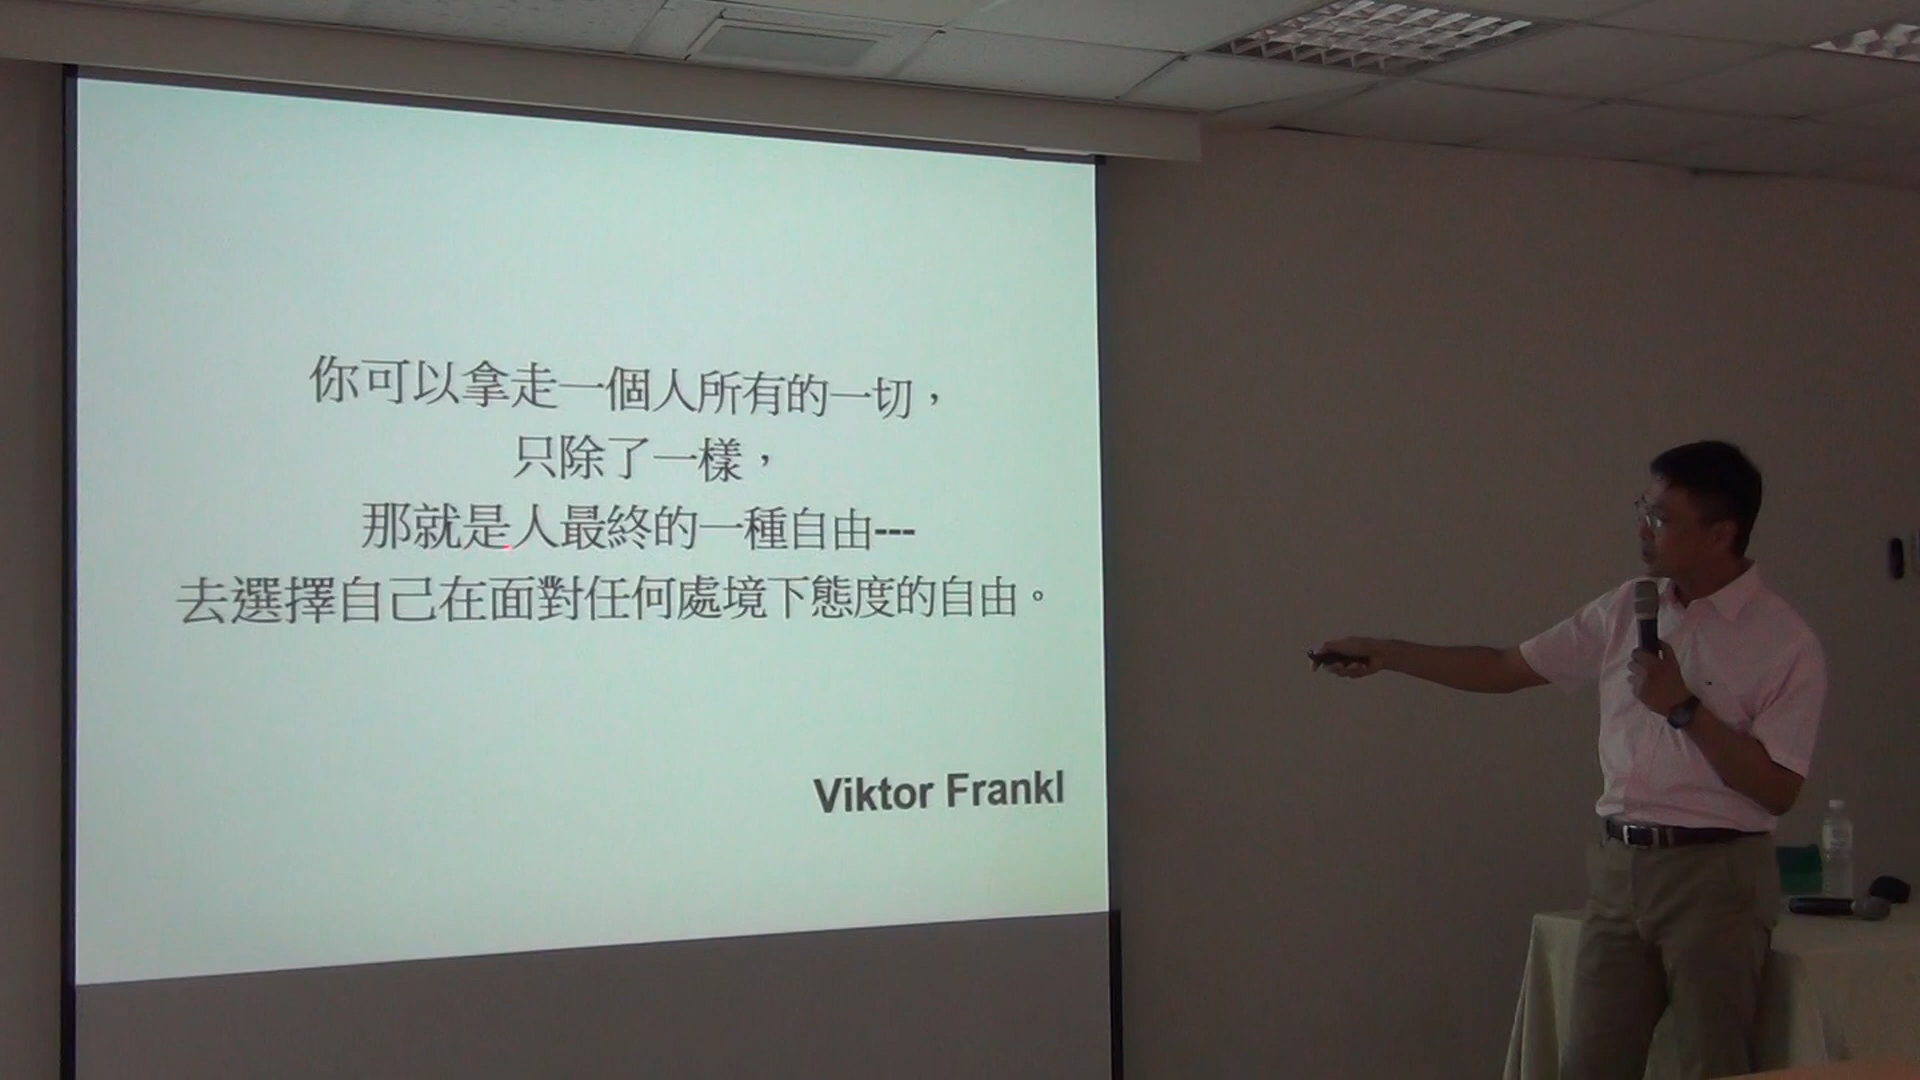 你可以拿走一個人所有的一切，
只除了一樣，
那就是人最終的一種自由---
去選擇自己在面對任何處境下態度的自由。
Viktor Frankl